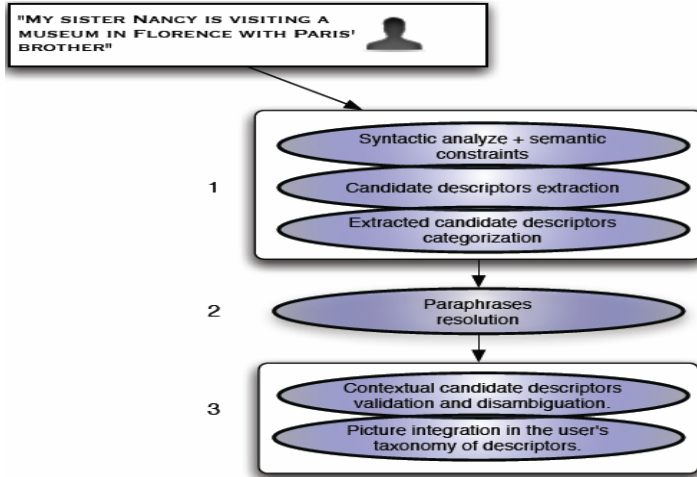 "MY SISTER NANCY IS VISITING A
MUSEUM IN FLORENCE WITH PARIS'
BROTHER"
1
Syntactic analyze + semantic
constraints
Candidate descriptors extraction
Extracted candidate descriptors
categorization
2
Paraphrases
resolution
3
Contextual candidate descriptors
validation and disambiguation.
Picture integration in the user's
taxonomy of descriptors.